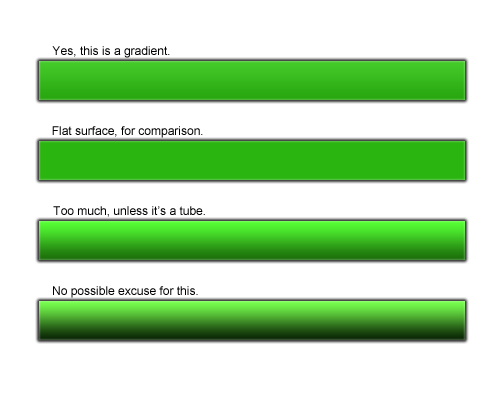 Yes, this is a gradient.
Flat surface, for comparison.
Too much, unless it's a tube.
No possible excuse for this.